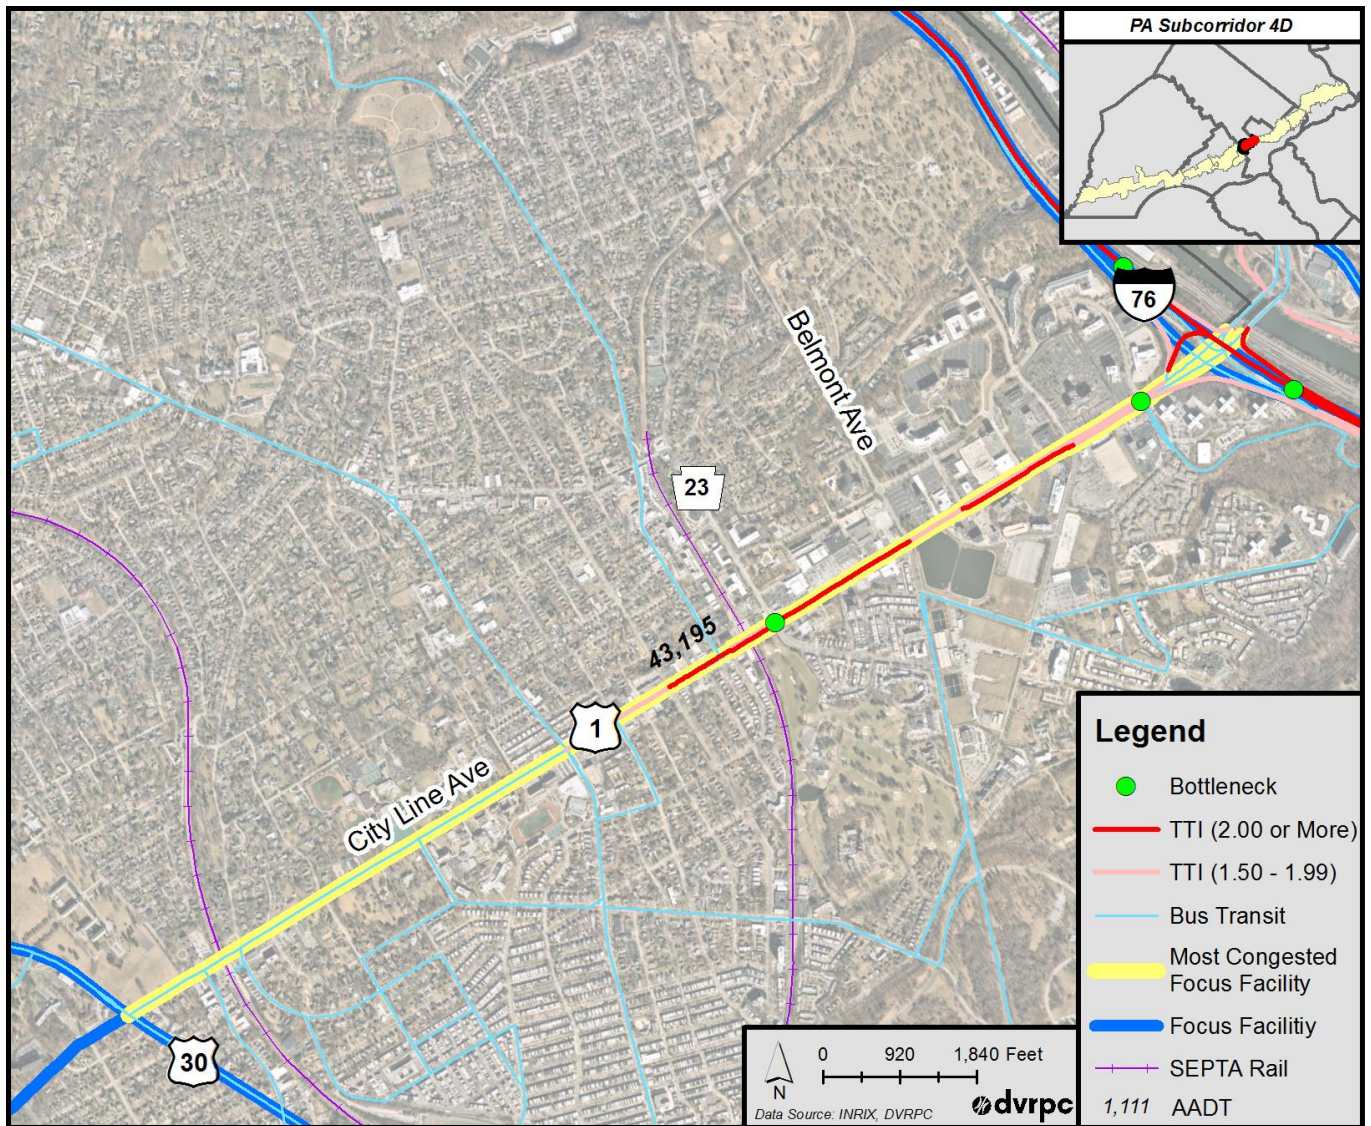 PA Subcorridor 4D
76
Belmont Ave
23
43,195
1
City Line Ave
30
Legend
Bottleneck
TTI (2.00 or More)
TTI (1.50 - 1.99)
Bus Transit
Most Congested
Focus Facility
Focus Facilitiy
SEPTA Rail
1,111 AADT
0 920 1,840 Feet
N
Data Source: INRIX, DVRPC
dvrpc